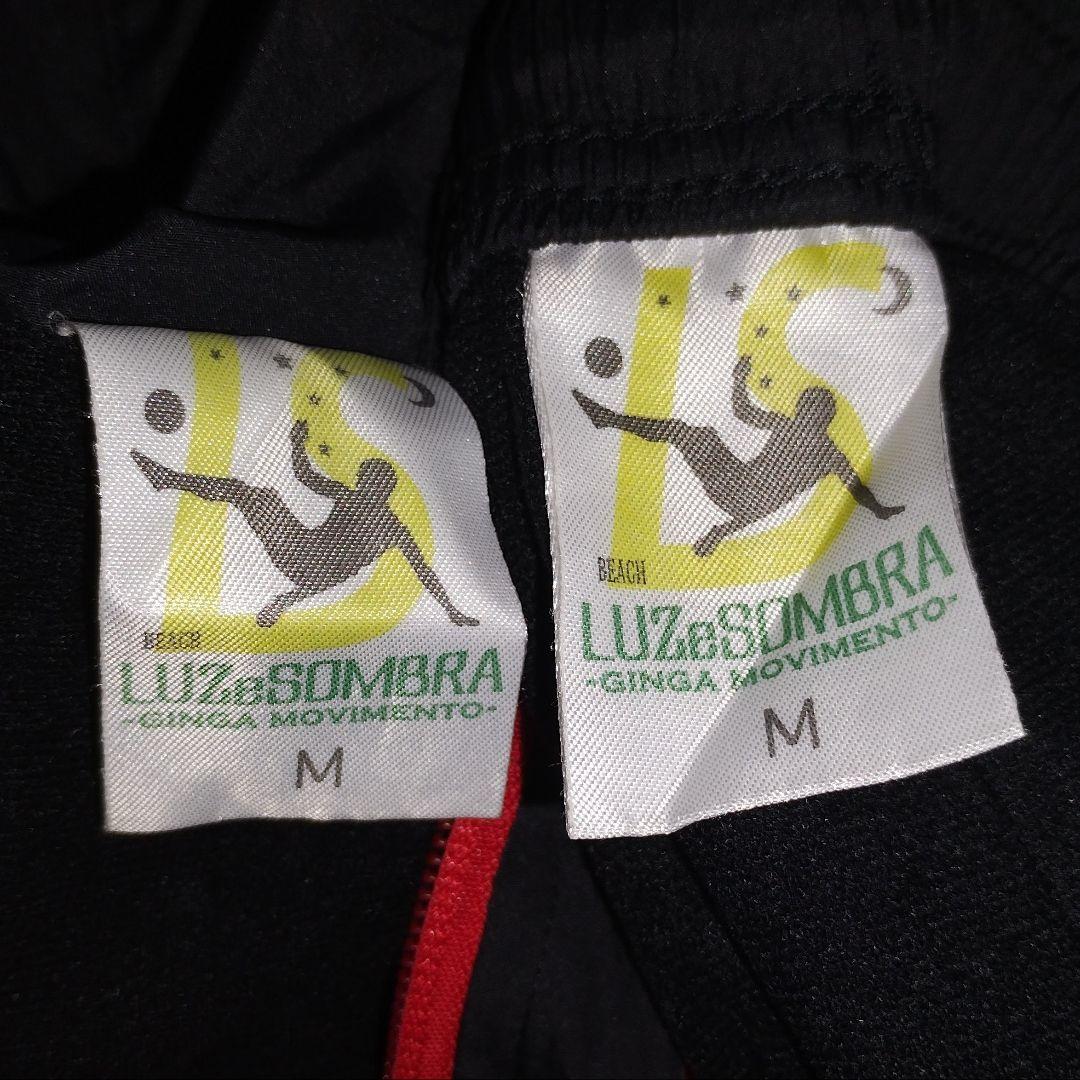 LS
BEACH
LUZeSOMBRA
-GINGA MOVIMENTO-
M
LS
BEACH
LUZeSOMBRA
-GINGA MOVIMENTO-
M